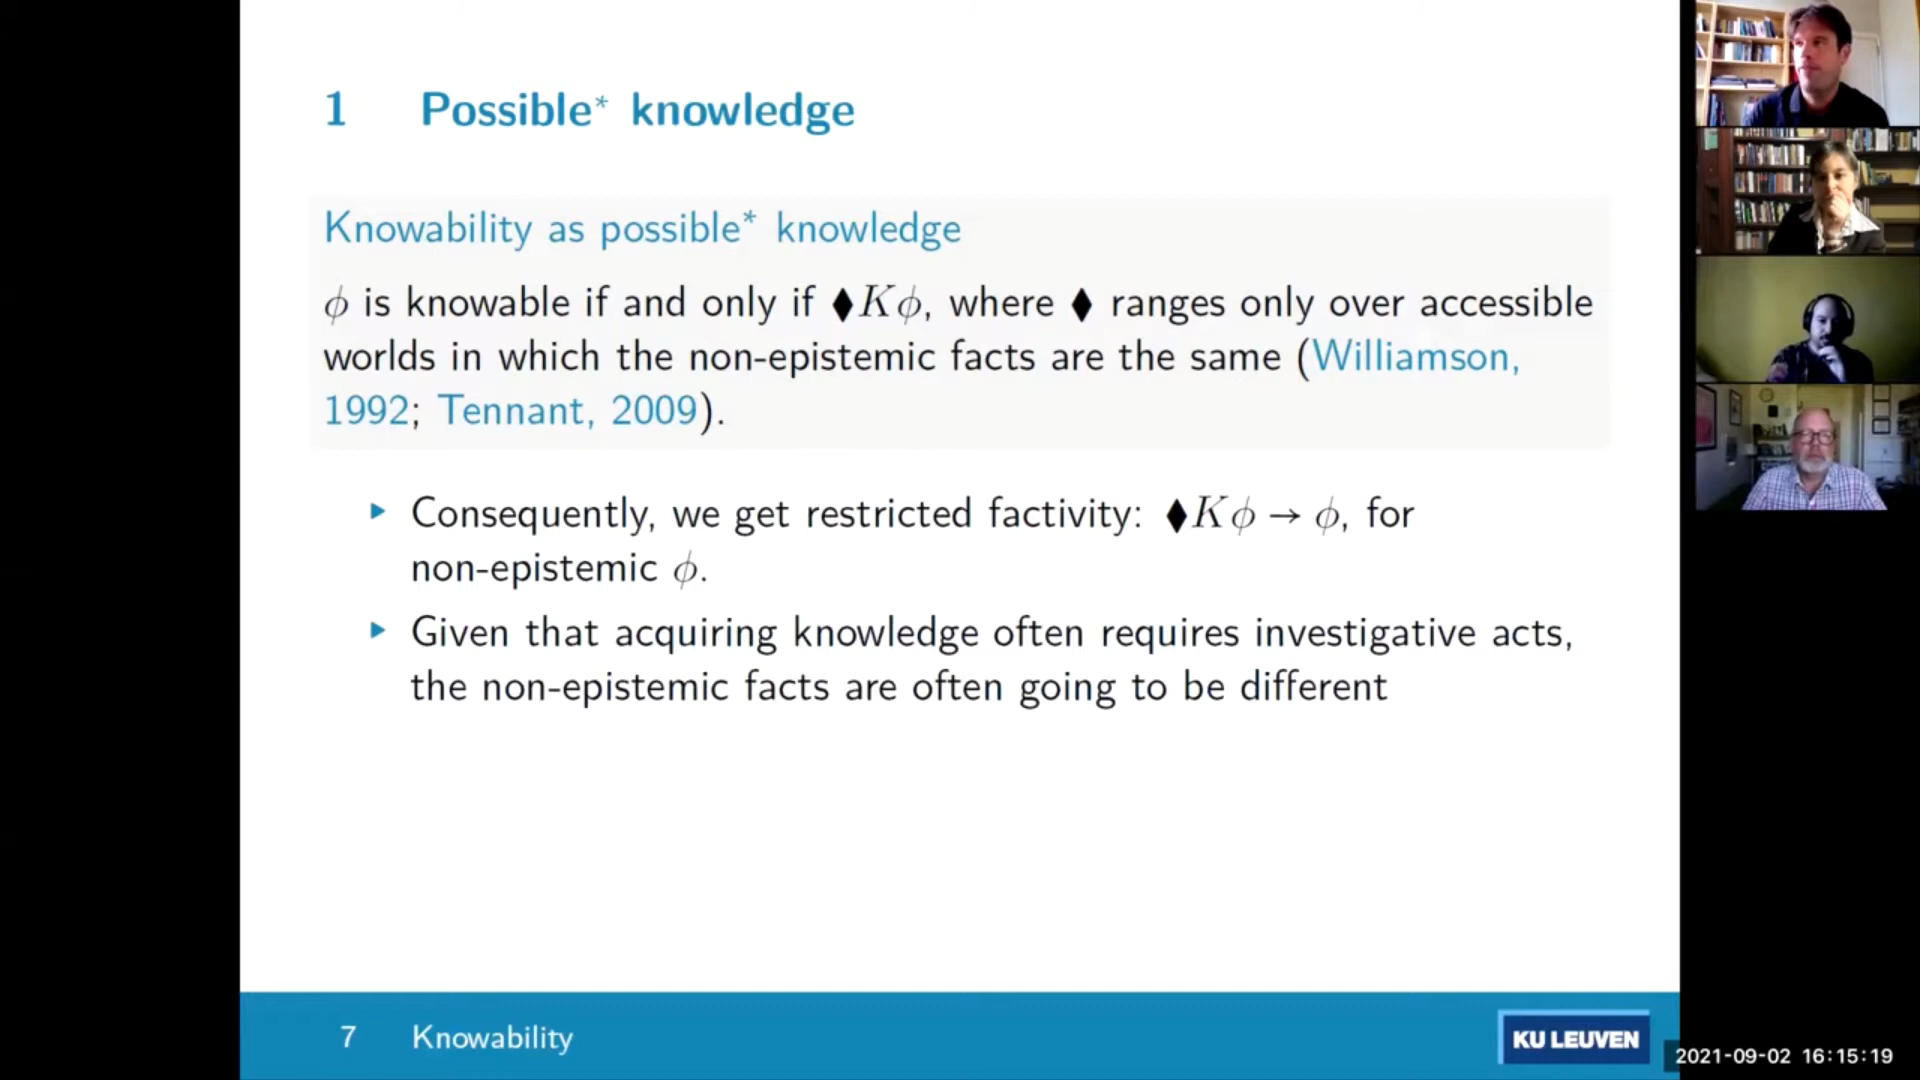 1 Possible* knowledge
Knowability as possible* knowledge
ϕ is knowable if and only if ♦Kϕ, where ♦ ranges only over accessible
worlds in which the non-epistemic facts are the same (Williamson,
1992; Tennant, 2009).
▶ Consequently, we get restricted factivity: ♦Kϕ → ϕ, for
non-epistemic ϕ.
▶ Given that acquiring knowledge often requires investigative acts,
the non-epistemic facts are often going to be different
7 Knowability
KU LEUVEN
2021-09-02 16:15:19